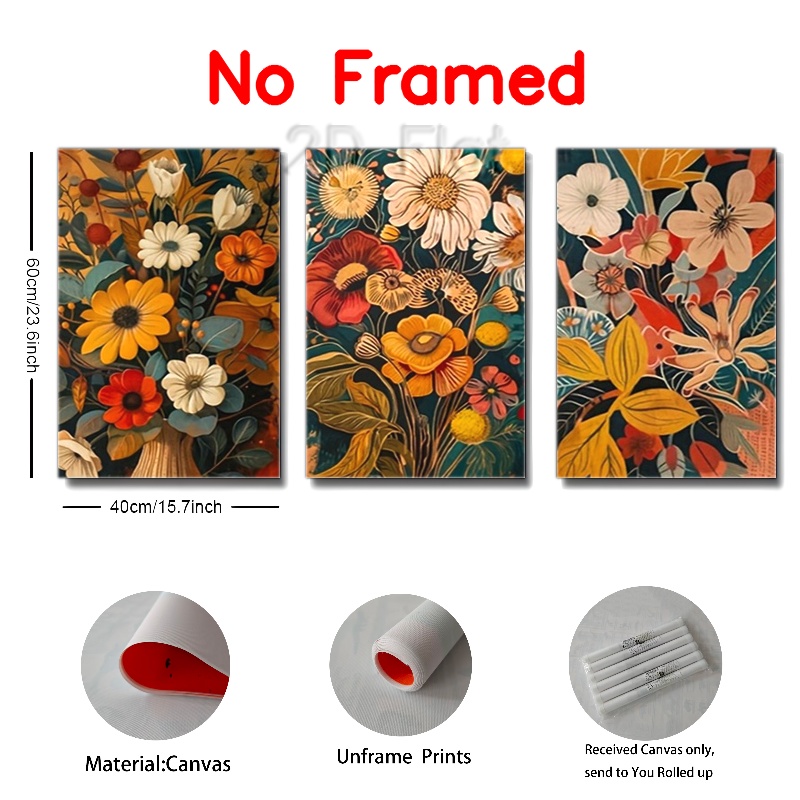 No Framed
2D Flat
60cm/23.6inch
40cm/15.7inch
Material:Canvas
Unframe Prints
Received Canvas only,
send to You Rolled up